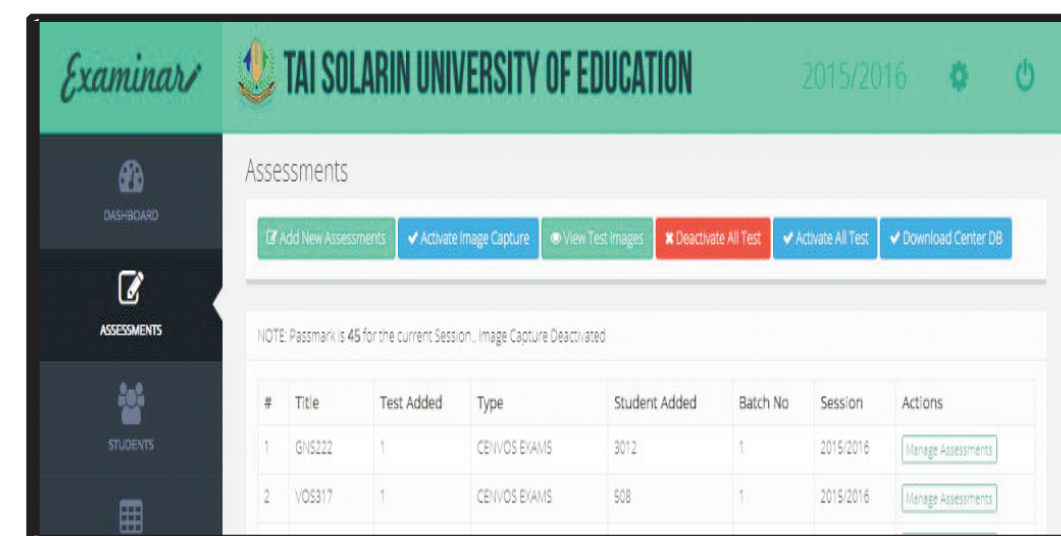 Examinar
TAI SOLARIN UNIVERSITY OF EDUCATION
2015/2016
DASHBOARD
ASSESSMENTS
STUDENTS
Assessments
Add New Assessments
Activate Image Capture
View Test Images
Deactivate All Test
Activate All Test
Download Center DB
NOTE: Passmark is 45 for the current Session.. Image Capture Deactivated
# Title Test Added Type Student Added Batch No Session Actions
1 GNS222 1 CENVOS EXAMS 3012 1 2015/2016 Manage Assessments
2 VOS317 1 CENVOS EXAMS 508 1 2015/2016 Manage Assessments